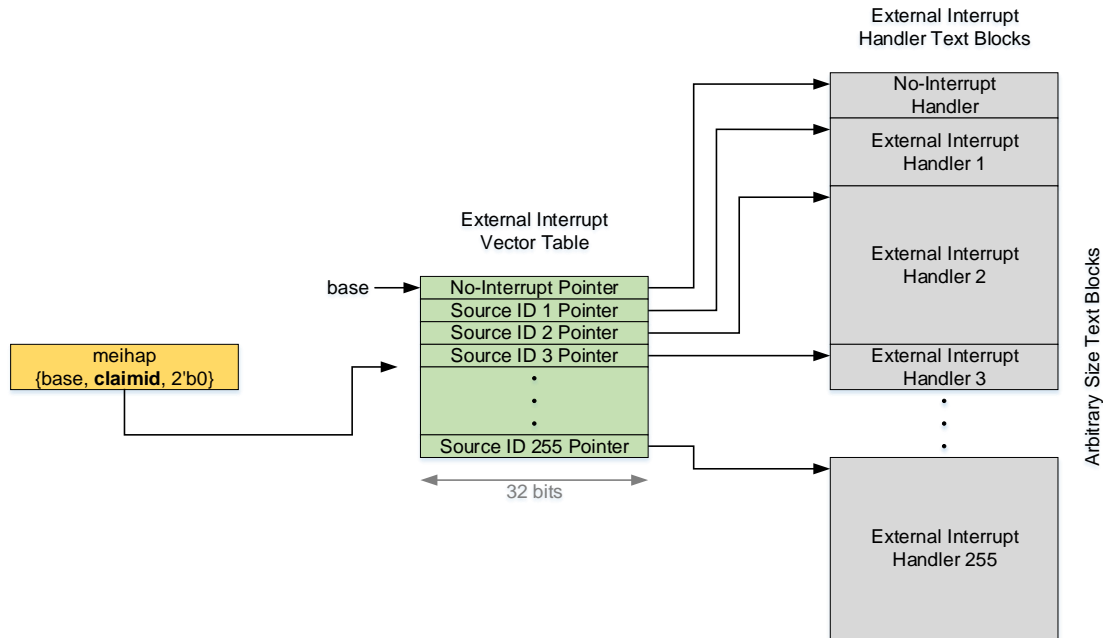 External Interrupt
Handler Text Blocks
No-Interrupt
Handler
External Interrupt
Handler 1
External Interrupt
Handler 2
External Interrupt
Handler 3
External Interrupt
Handler 255
Arbitrary Size Text Blocks
External Interrupt
Vector Table
base
No-Interrupt Pointer
Source ID 1 Pointer
Source ID 2 Pointer
Source ID 3 Pointer
Source ID 255 Pointer
32 bits
meihap
{base, claimid, 2'b0}